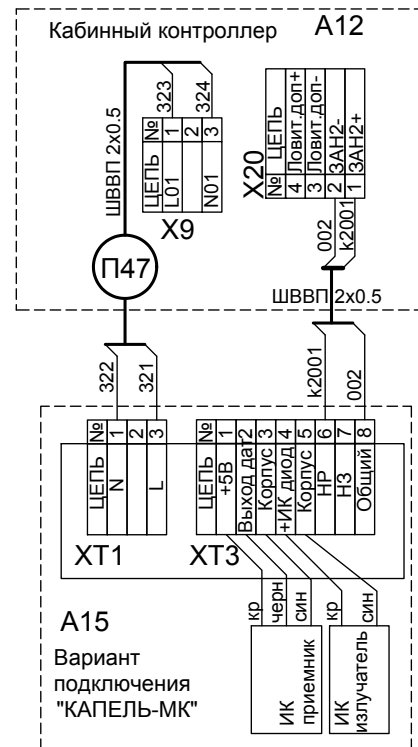 Кабинный контроллер
А12
323
324
ЦЕПЬ №
L01 1
2
N01 3
X9
ШВВП 2х0.5
№ ЦЕПЬ
4 Ловит.доп+
3 Ловит.доп-
2 ЗАН2-
1 ЗАН2+
X20
002
k2001
П47
ШВВП 2х0.5
322
321
k2001
002
ЦЕПЬ №
N 1
2
L 3
XT1
ЦЕПЬ №
+5В 1
Выход дат 2
Корпус 3
+ИК диод 4
Корпус 5
НР 6
НЗ 7
Общий 8
XT3
А15
Вариант
подключения
"КАПЕЛЬ-МК"
кр
черн
син
кр
син
ИК
приемник
ИК
излучатель